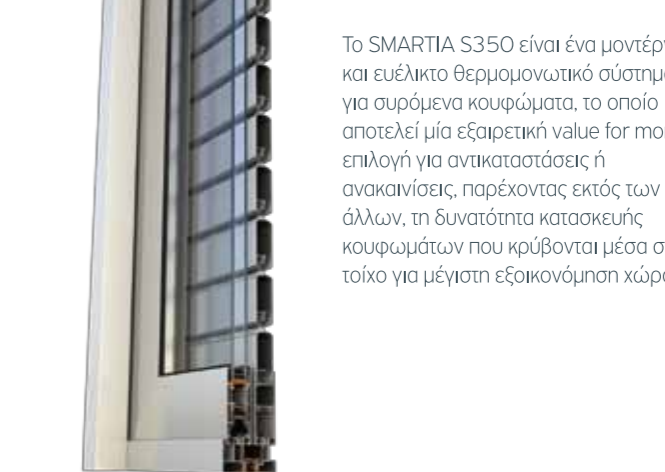 Το SMARTIA S350 είναι ένα μοντέρν
και ευέλικτο θερμομονωτικό σύστημ
για συρόμενα κουφώματα, το οποίο
αποτελεί μία εξαιρετική value for mo
επιλογή για αντικαταστάσεις ή
ανακαινίσεις, παρέχοντας εκτός των
άλλων, τη δυνατότητα κατασκευής
κουφωμάτων που κρύβονται μέσα σ
τοίχο για μέγιστη εξοικονόμηση χώρ